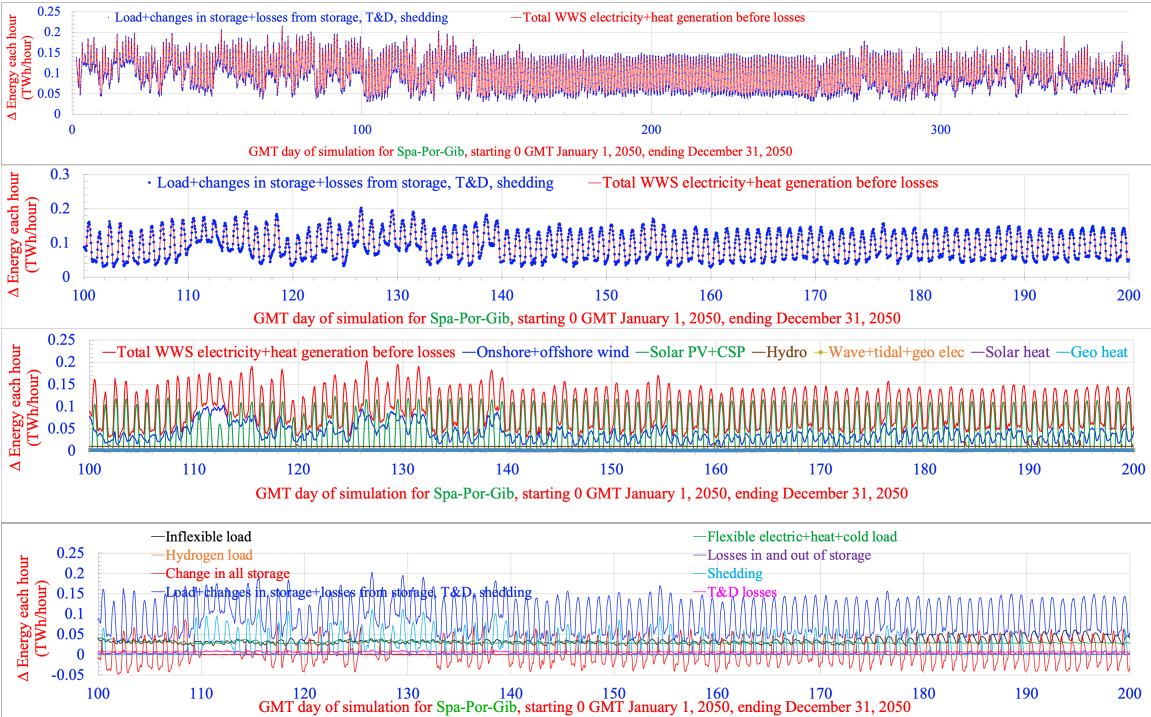 Load+changes in storage+losses from storage, T&D, shedding
Total WWS electricity+heat generation before losses
Δ Energy each hour
(TWh/hour)
0.25
0.2
0.15
0.1
0.05
0
0 100 200 300
GMT day of simulation for Spa-Por-Gib, starting 0 GMT January 1, 2050, ending December 31, 2050
Load+changes in storage+losses from storage, T&D, shedding
Total WWS electricity+heat generation before losses
Δ Energy each hour
(TWh/hour)
0.3
0.2
0.1
0
100 110 120 130 140 150 160 170 180 190 200
GMT day of simulation for Spa-Por-Gib, starting 0 GMT January 1, 2050, ending December 31, 2050
Total WWS electricity+heat generation before losses
Onshore+offshore wind
Solar PV+CSP
Hydro
Wave+tidal+geo elec
Solar heat
Geo heat
Δ Energy each hour
(TWh/hour)
0.25
0.2
0.15
0.1
0.05
0
100 110 120 130 140 150 160 170 180 190 200
GMT day of simulation for Spa-Por-Gib, starting 0 GMT January 1, 2050, ending December 31, 2050
Inflexible load
Flexible electric+heat+cold load
Hydrogen load
Losses in and out of storage
Change in all storage
Shedding
Load+changes in storage+losses from storage, T&D, shedding
T&D losses
Δ Energy each hour
(TWh/hour)
0.25
0.2
0.15
0.1
0.05
0
-0.05
100 110 120 130 140 150 160 170 180 190 200
GMT day of simulation for Spa-Por-Gib, starting 0 GMT January 1, 2050, ending December 31, 2050